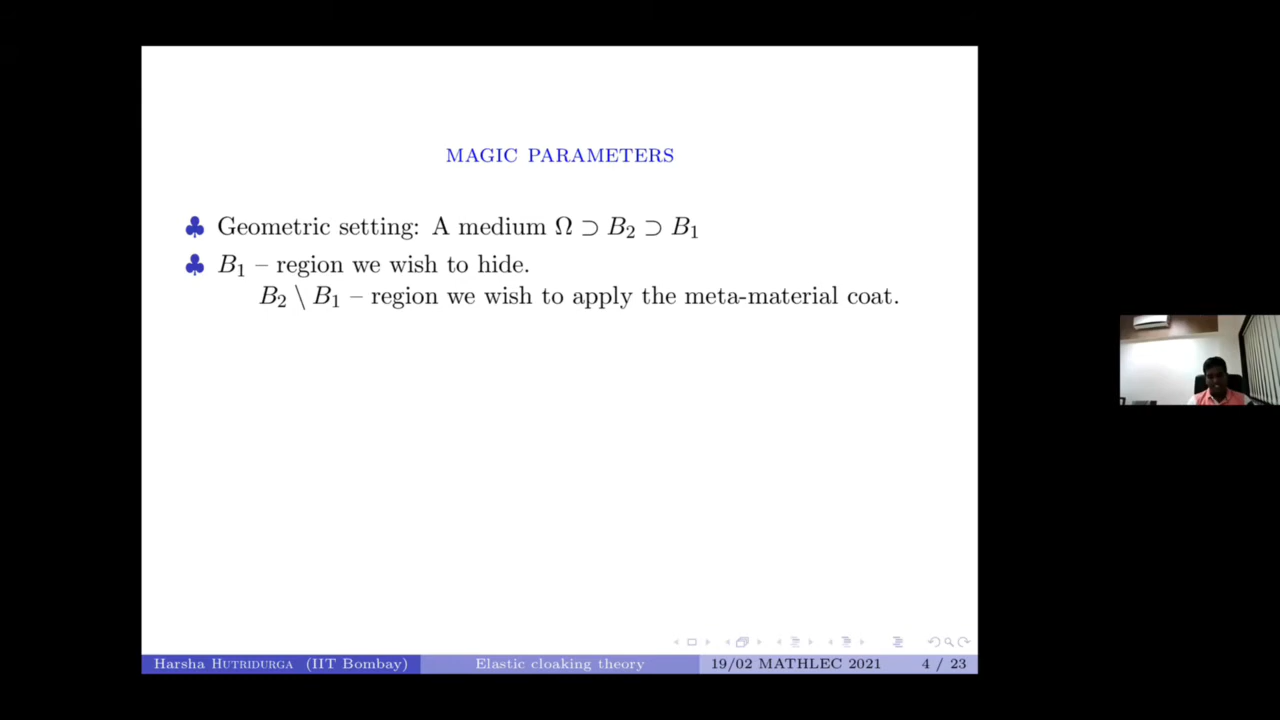 MAGIC PARAMETERS
♣ Geometric setting: A medium Ω ⊃ B₂ ⊃ B₁
♣ B₁ – region we wish to hide.
B₂ \ B₁ – region we wish to apply the meta-material coat.
Harsha HUTRIDURGA (IIT Bombay) Elastic cloaking theory 19/02 MATHLEC 2021 4 / 23